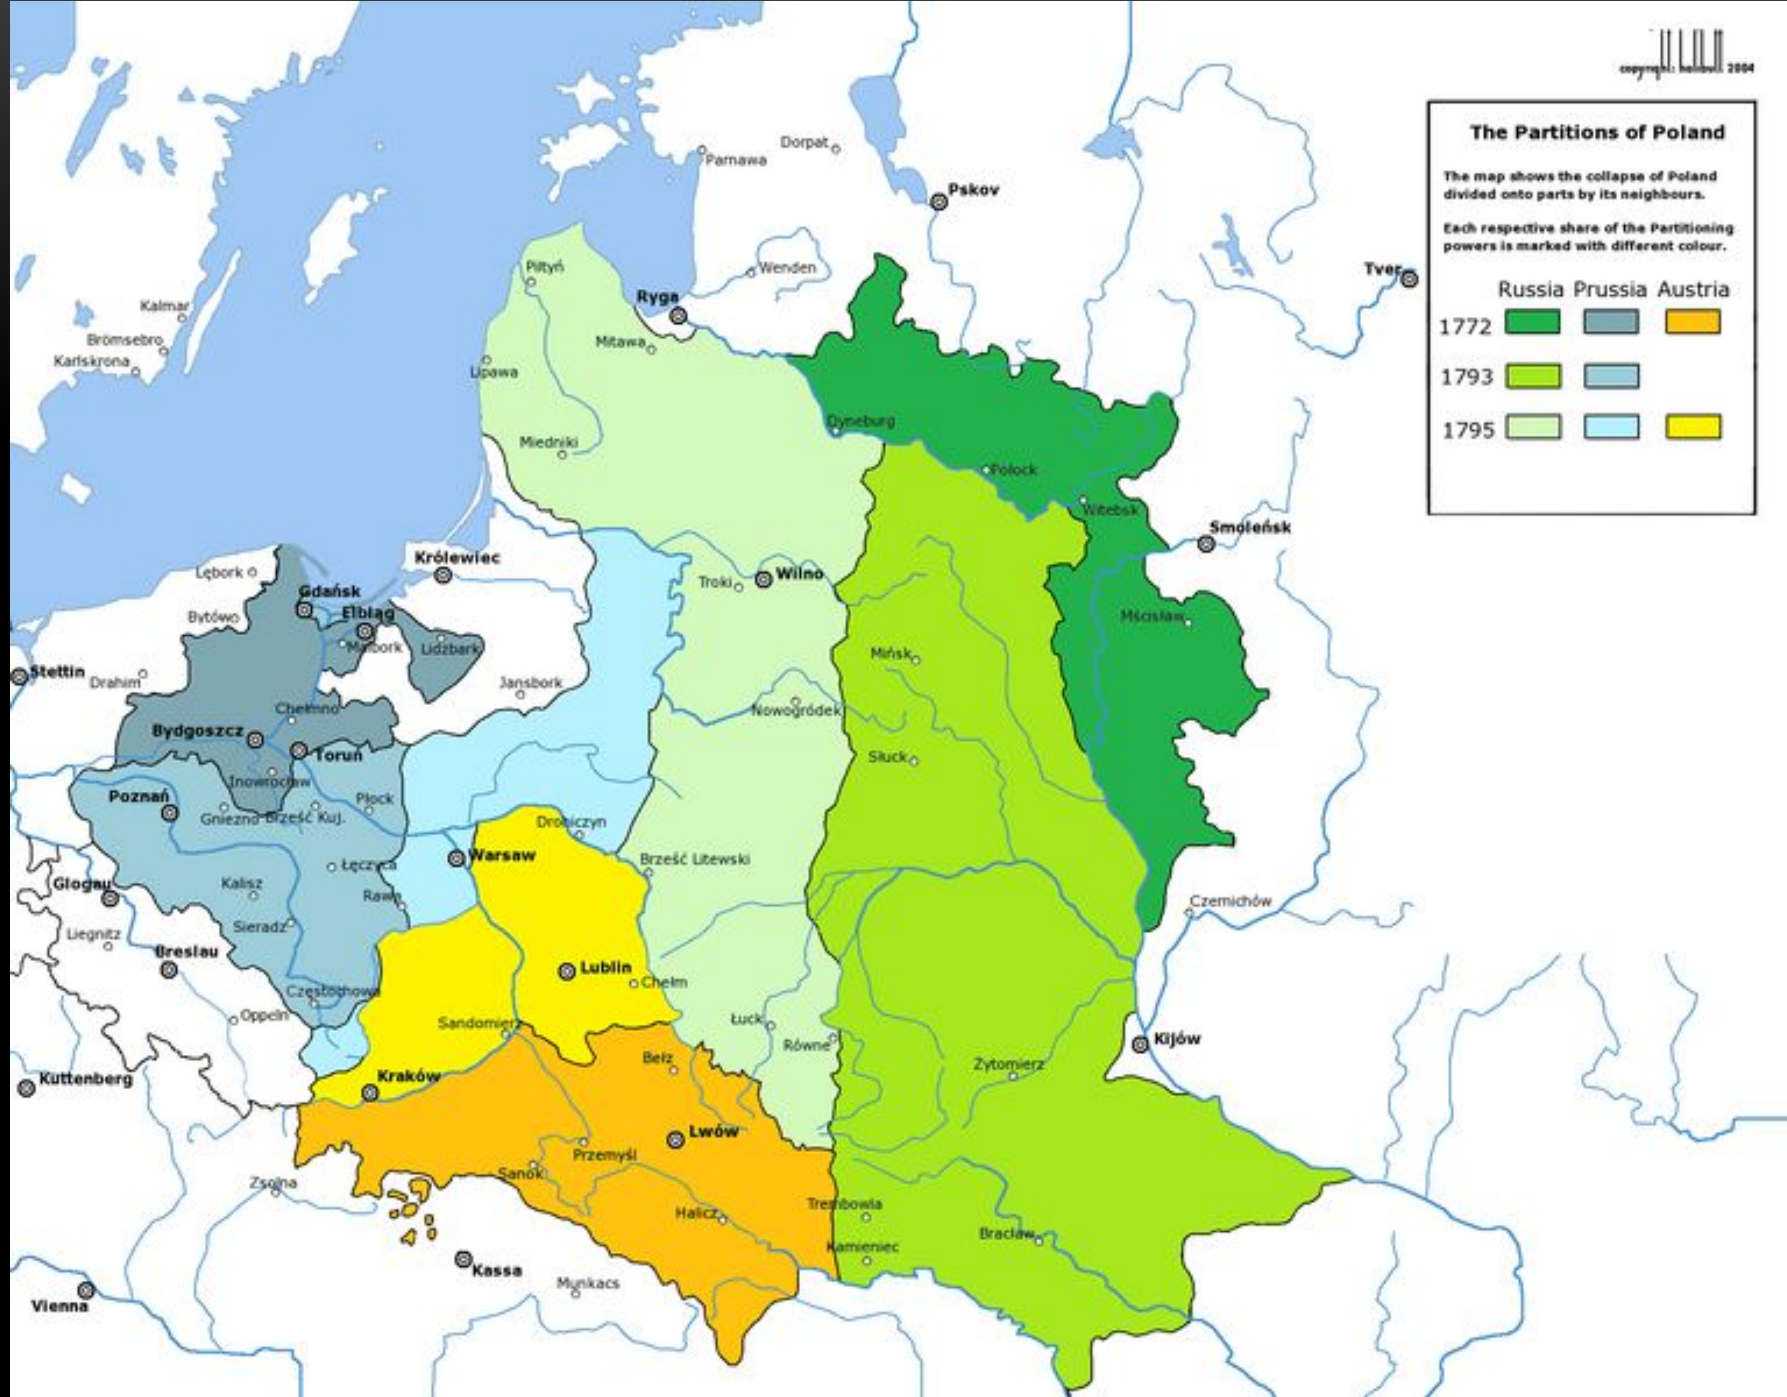 copyright: halibutt 2004
The Partitions of Poland
The map shows the collapse of Poland
divided onto parts by its neighbours.
Each respective share of the Partitioning
powers is marked with different colour.
Russia Prussia Austria
1772
1793
1795
Dorpat
Parnawa
Pskov
Piltyń
Wenden
Tver
Kalmar
Ryga
Brömsebro
Mitawa
Karlskrona
Lipawa
Dyneburg
Miedniki
Połock
Witebsk
Smoleńsk
Królewiec
Lębork
Troki
Wilno
Gdańsk
Bytówo
Elbląg
Mścisław
Malbork
Lidzbark
Mińsk
Stettin
Drahim
Jansbork
Chełmno
Nowogródek
Bydgoszcz
Toruń
Słuck
Inowrocław
Poznań
Płock
Gniezno
Brześć Kuj.
Drohiczyn
Warsaw
Brześć Litewski
Łęczyca
Glogau
Kalisz
Rawa
Czernichów
Sieradz
Liegnitz
Breslau
Lublin
Chełm
Częstochowa
Oppeln
Sandomierz
Łuck
Równe
Kijów
Bełz
Żytomierz
Kuttenberg
Kraków
Lwów
Przemyśl
Sanok
Zsolna
Trembowla
Halicz
Bracław
Kamieniec
Kassa
Munkacs
Vienna